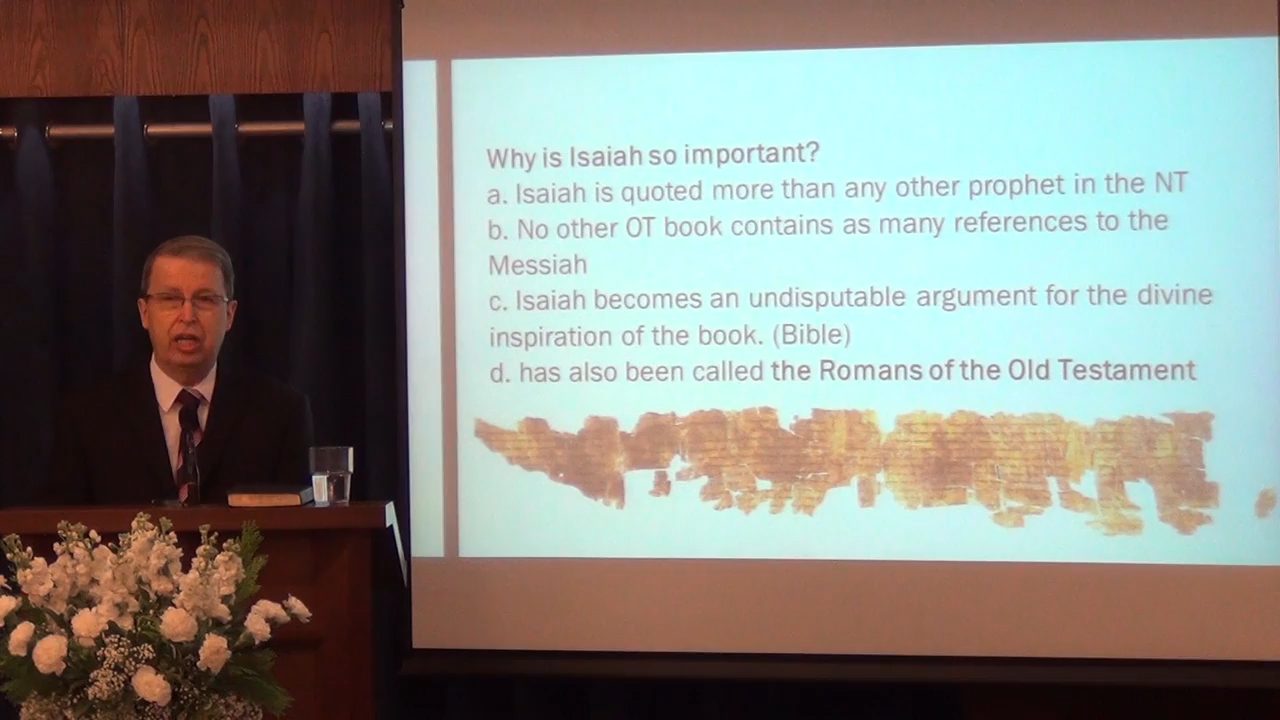 Why is Isaiah so important?
a. Isaiah is quoted more than any other prophet in the NT
b. No other OT book contains as many references to the
Messiah
c. Isaiah becomes an undisputable argument for the divine
inspiration of the book. (Bible)
d. has also been called the Romans of the Old Testament